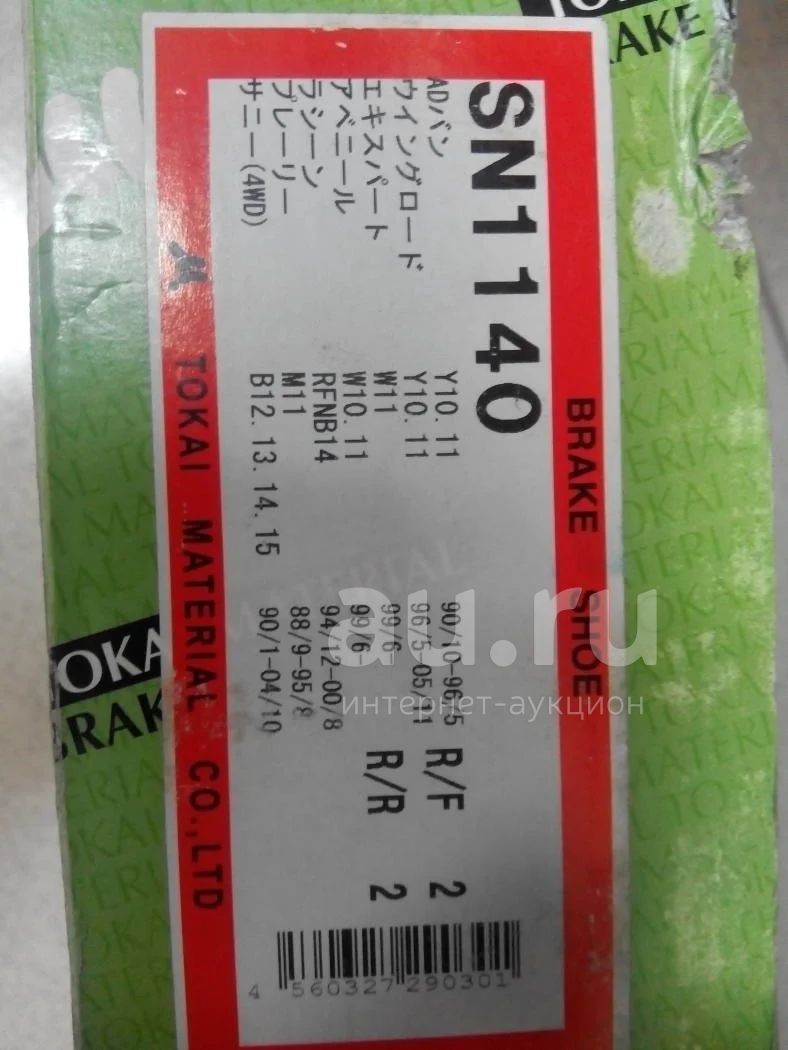 TOKAI
BRAKE
BRAKE SHOE
SN1140
ADバン Y10.11 90/10-96/5 R/F 2
ウイングロード Y10.11 96/5-05/11
エキスパート W11 99/6 R/R 2
アベニール W10.11 99/6-
ラシーン RFNB14 94/12-00/8
プレーリー M11 88/9-95/8
サニー(4WD) B12.13.14.15 90/1-04/10
4 560327 290301
TOKAI MATERIAL CO.,LTD
TOKA
BRAK
MATERIAL
au.ru
интернет-аукцион